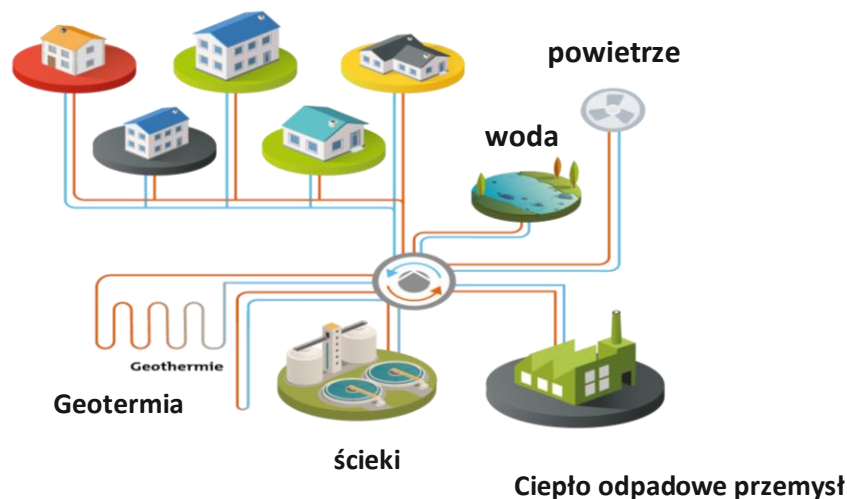 powietrze
woda
Geothermie
Geotermia
ścieki
Ciepło odpadowe przemysł